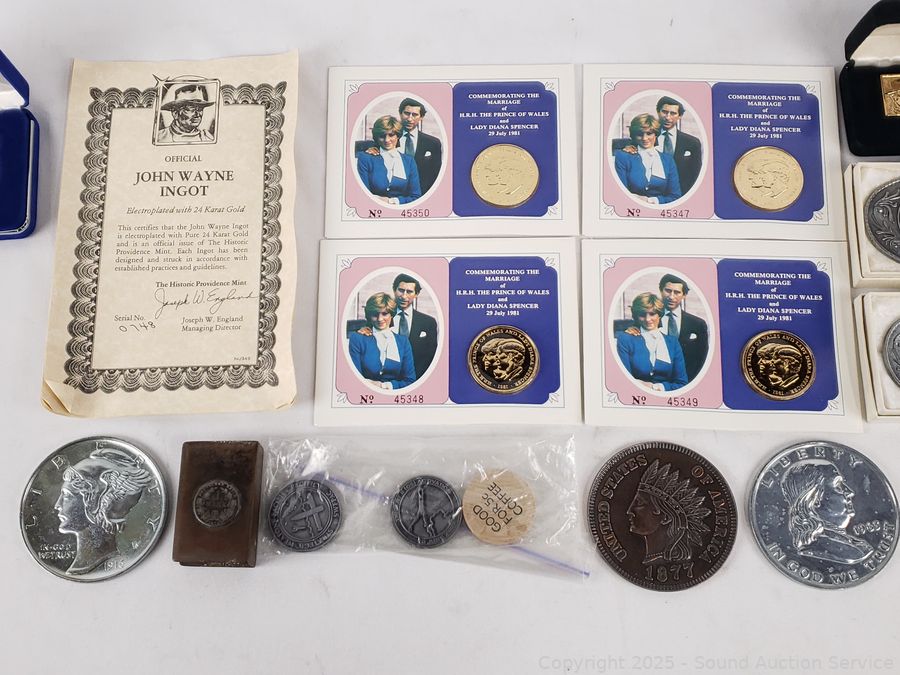 OFFICIAL
JOHN WAYNE
INGOT
Electroplated with 24 Karat Gold
This certifies that the John Wayne Ingot
is electroplated with Pure 24 Karat Gold
and is an official issue of The Historic
Providence Mint. Each Ingot has been
designed and struck in accordance with
established practices and guidelines.
The Historic Providence Mint
Joseph W. England
Serial No.
0748
Joseph W. England
Managing Director
COMMEMORATING THE
MARRIAGE
of
H.R.H. THE PRINCE OF WALES
and
LADY DIANA SPENCER
29 July 1981
No 45350
COMMEMORATING THE
MARRIAGE
of
H.R.H. THE PRINCE OF WALES
and
LADY DIANA SPENCER
29 July 1981
No 45347
COMMEMORATING THE
MARRIAGE
of
H.R.H. THE PRINCE OF WALES
and
LADY DIANA SPENCER
29 July 1981
No 45348
COMMEMORATING THE
MARRIAGE
of
H.R.H. THE PRINCE OF WALES
and
LADY DIANA SPENCER
29 July 1981
No 45349
LIBERTY
IN GOD
WE TRUST
1916
GOOD
FOR 5C
COFFEE
UNITED STATES OF AMERICA
1877
LIBERTY
1963
IN GOD WE TRUST
Copyright 2025 - Sound Auction Service